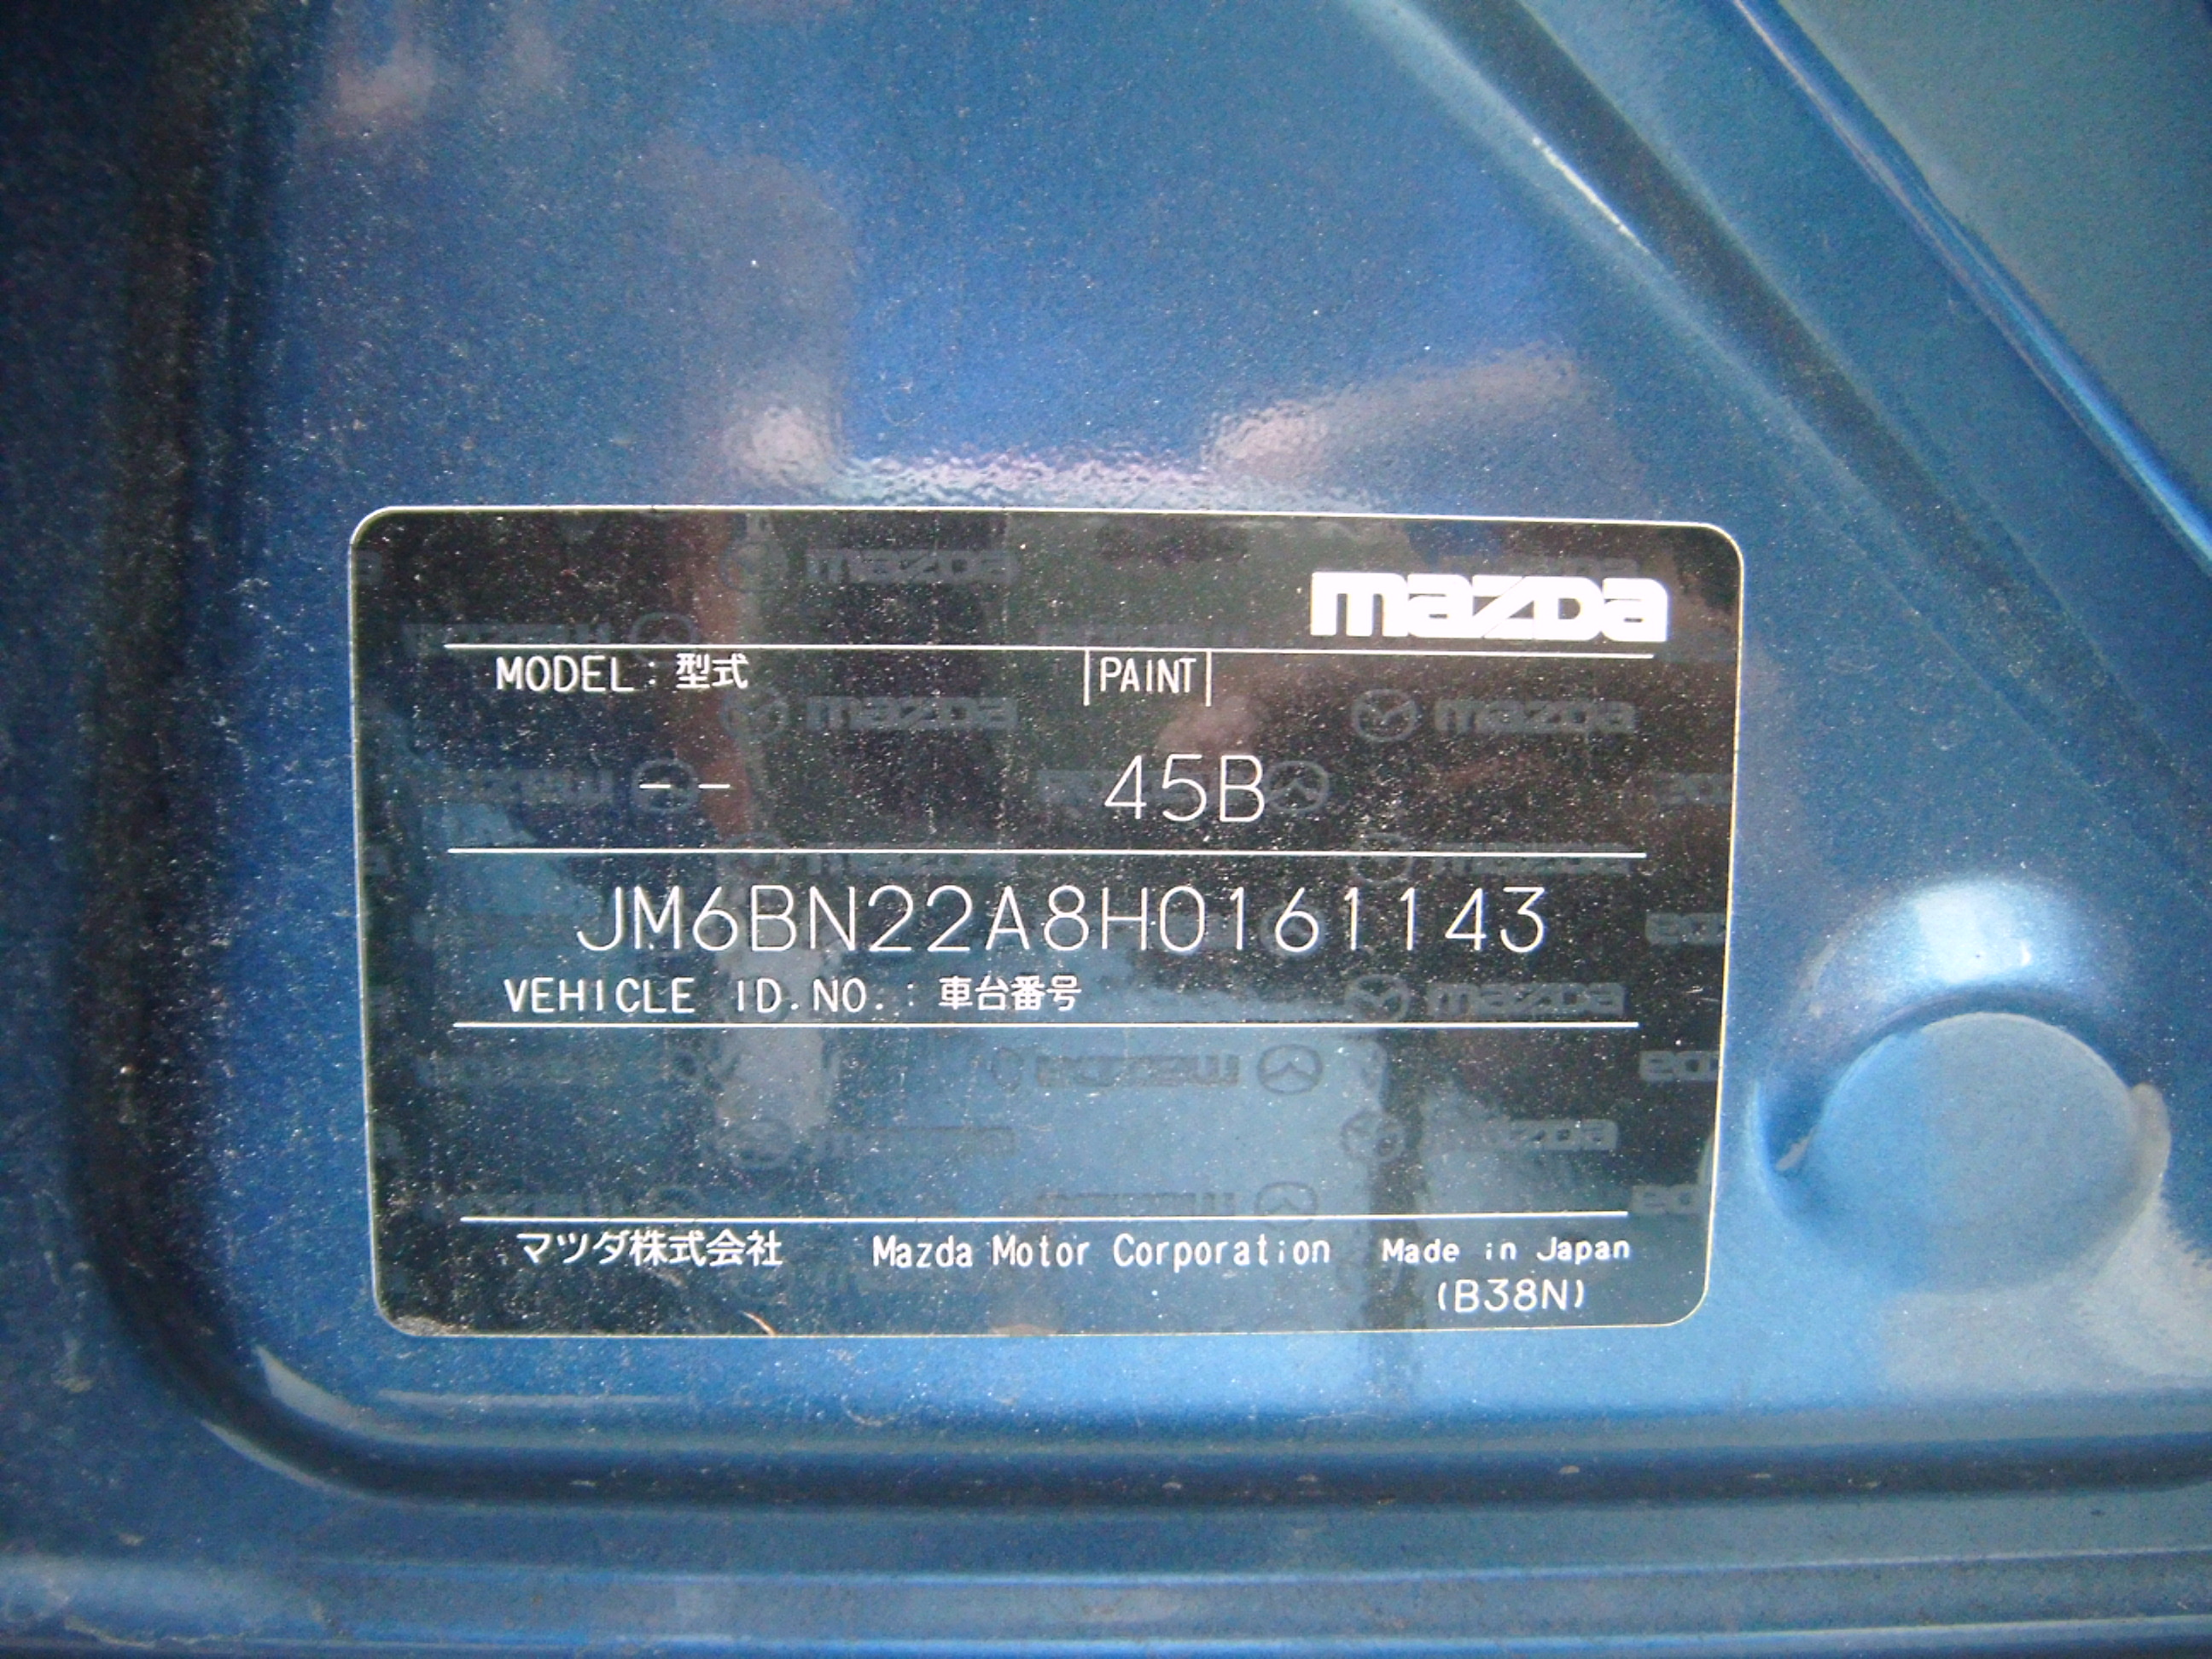 mazda
MODEL : 型式 PAINT
-- 45B
JM6BN22A8H0161143
VEHICLE ID.NO. : 車台番号
マツダ株式会社 Mazda Motor Corporation Made in Japan
(B38N)